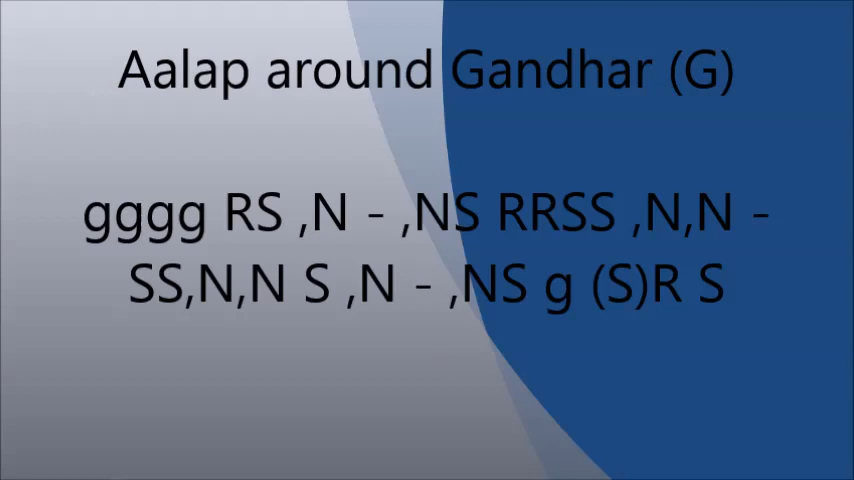 Aalap around Gandhar (G)
gggg RS ,N - ,NS RRSS ,N,N -
SS,N,N S ,N - ,NS g (S)R S